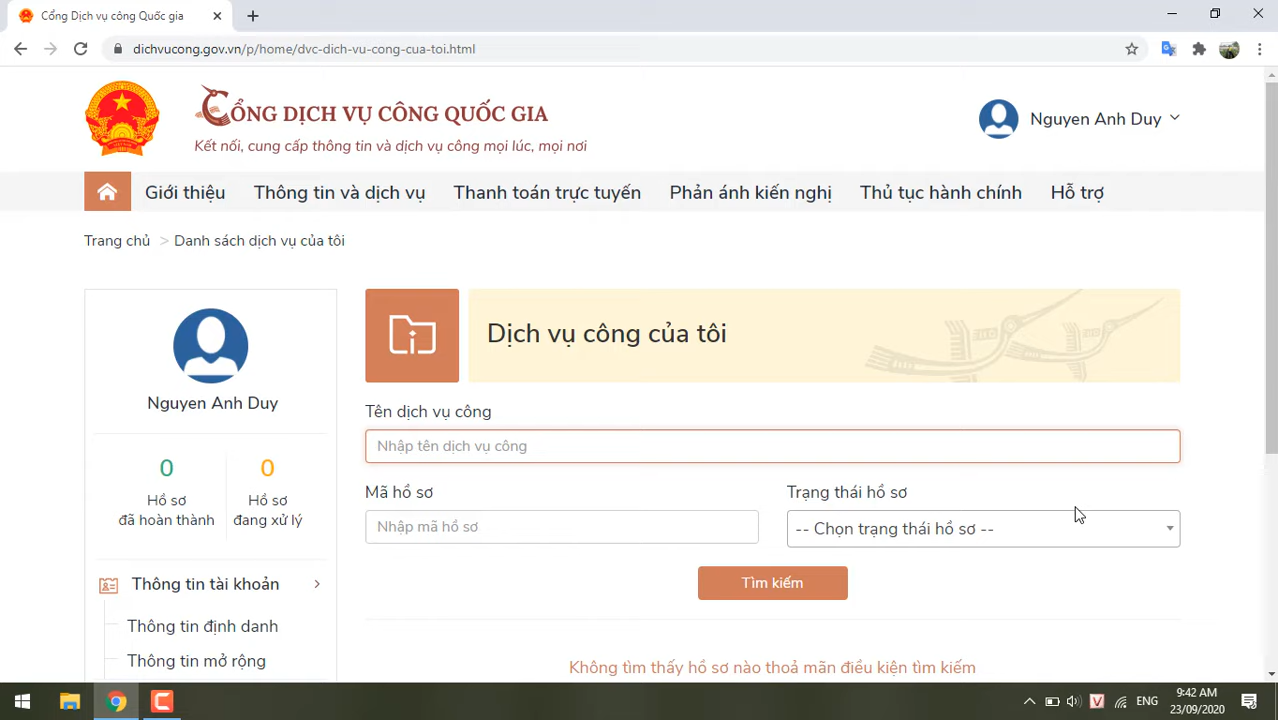 Cổng Dịch vụ công Quốc gia
dichvucong.gov.vn/p/home/dvc-dich-vu-cong-cua-toi.html
CỔNG DỊCH VỤ CÔNG QUỐC GIA
Kết nối, cung cấp thông tin và dịch vụ công mọi lúc, mọi nơi
Nguyen Anh Duy
Giới thiệu Thông tin và dịch vụ Thanh toán trực tuyến Phản ánh kiến nghị Thủ tục hành chính Hỗ trợ
Trang chủ > Danh sách dịch vụ của tôi
Nguyen Anh Duy
0 0
Hồ sơ đã hoàn thành
Hồ sơ đang xử lý
Thông tin tài khoản >
Thông tin định danh
Thông tin mở rộng
Dịch vụ công của tôi
Tên dịch vụ công
Nhập tên dịch vụ công
Mã hồ sơ
Nhập mã hồ sơ
Trạng thái hồ sơ
-- Chọn trạng thái hồ sơ --
Tìm kiếm
Không tìm thấy hồ sơ nào thoả mãn điều kiện tìm kiếm
V ENG
9:42 AM
23/09/2020